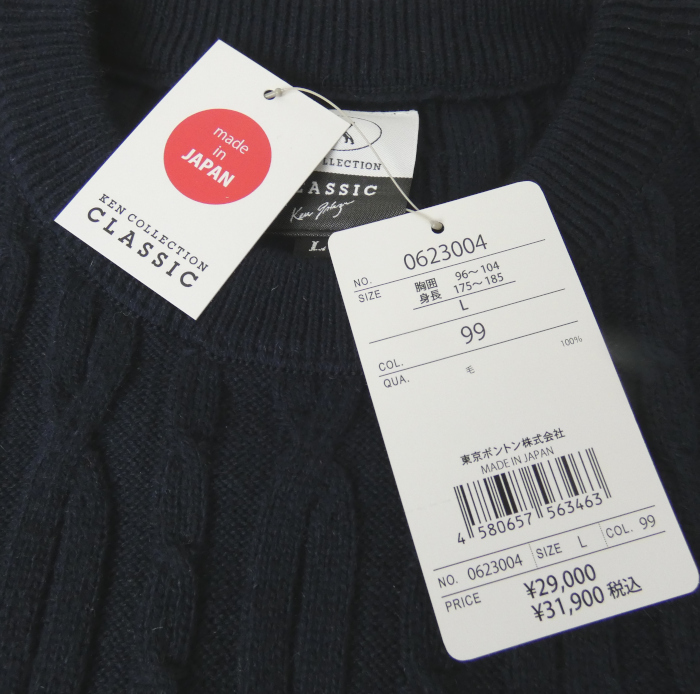 made
in
JAPAN
KEN COLLECTION
CLASSIC
LLECTION
LASSIC
L
NO. 0623004
SIZE 胸囲 96～104
身長 175～185
L
COL. 99
QUA. 毛 100%
東京ボントン株式会社
MADE IN JAPAN
4 580657 563463
NO. 0623004 SIZE L COL. 99
PRICE ¥29,000
¥31,900 税込